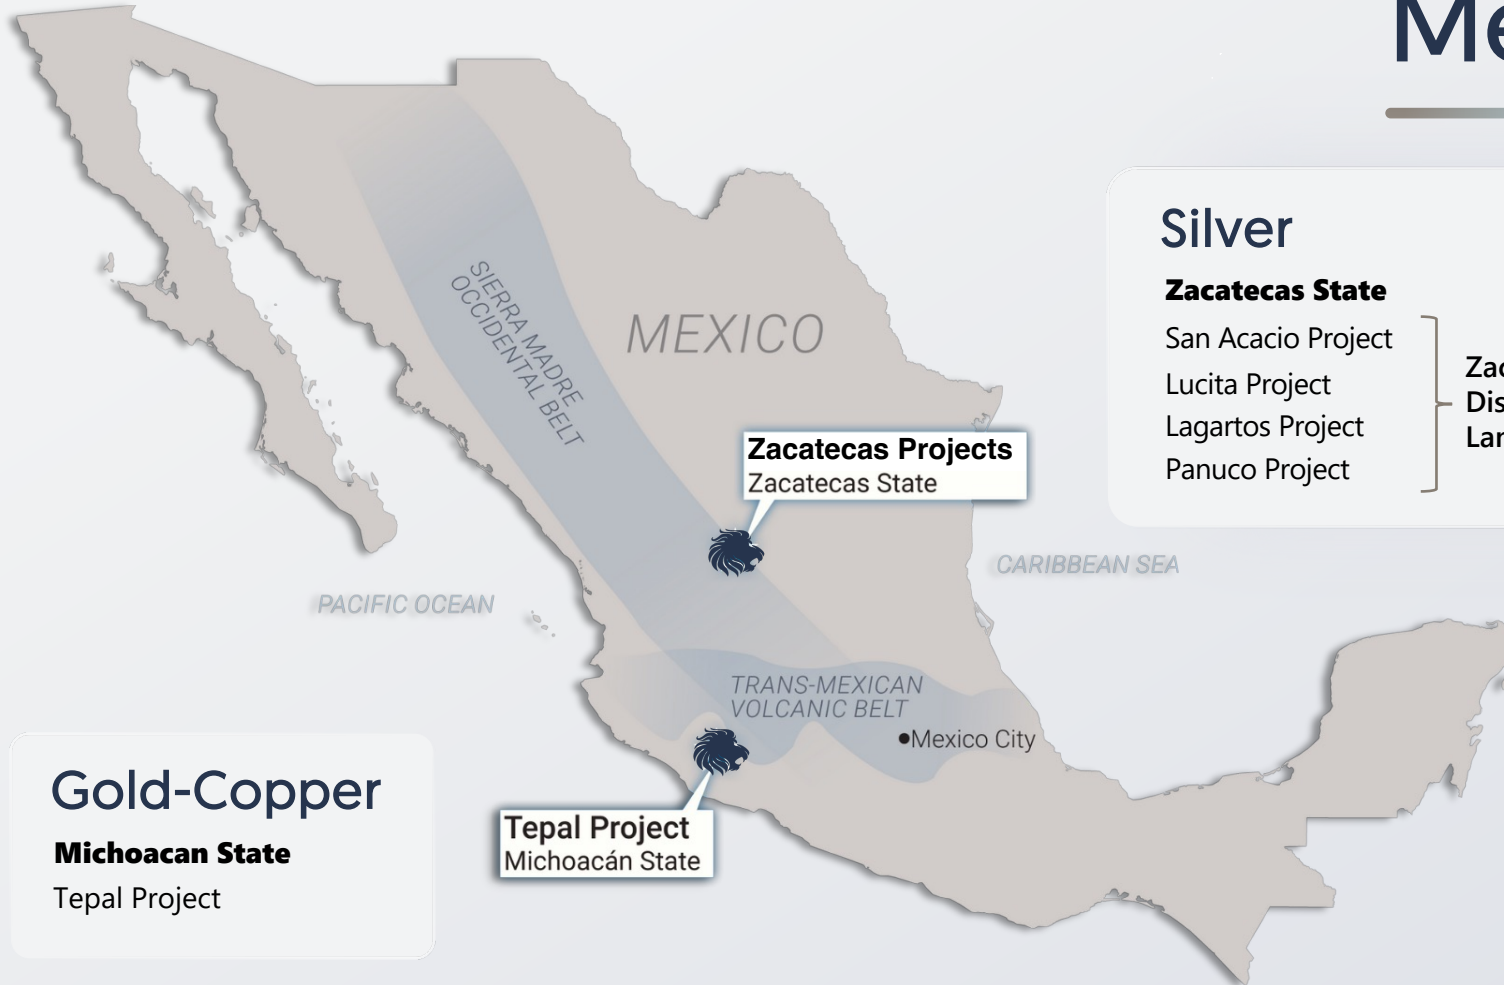 Me
Silver
Zacatecas State
San Acacio Project
Lucita Project
Lagartos Project
Panuco Project
Zac
Dis
Lan
SIERRA MADRE
OCCIDENTAL BELT
MEXICO
Zacatecas Projects
Zacatecas State
CARIBBEAN SEA
PACIFIC OCEAN
TRANS-MEXICAN
VOLCANIC BELT
Mexico City
Gold-Copper
Michoacan State
Tepal Project
Tepal Project
Michoacán State